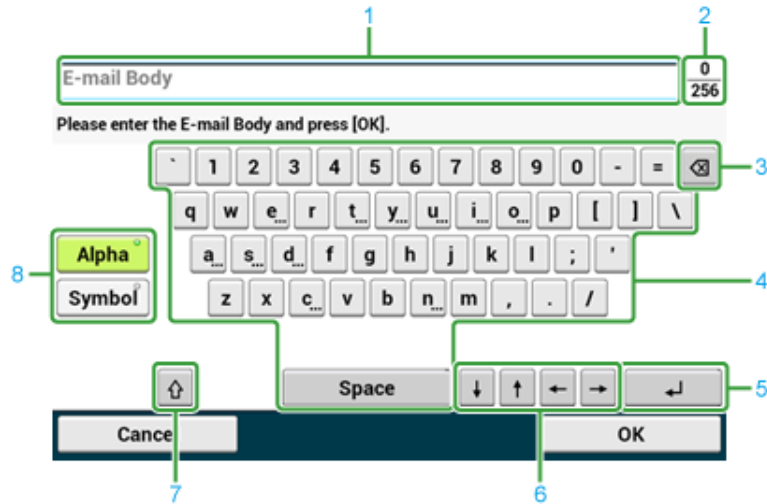 1 2
E-mail Body 0
256
Please enter the E-mail Body and press [OK].
` 1 2 3 4 5 6 7 8 9 0 - = 3
q w e... r t... y... u... i... o... p [ ] \
Alpha a... s... d... f g h j k l ; '
8 4
Symbol z x c... v b n... m , . /
Space 5
Cance OK
7 6